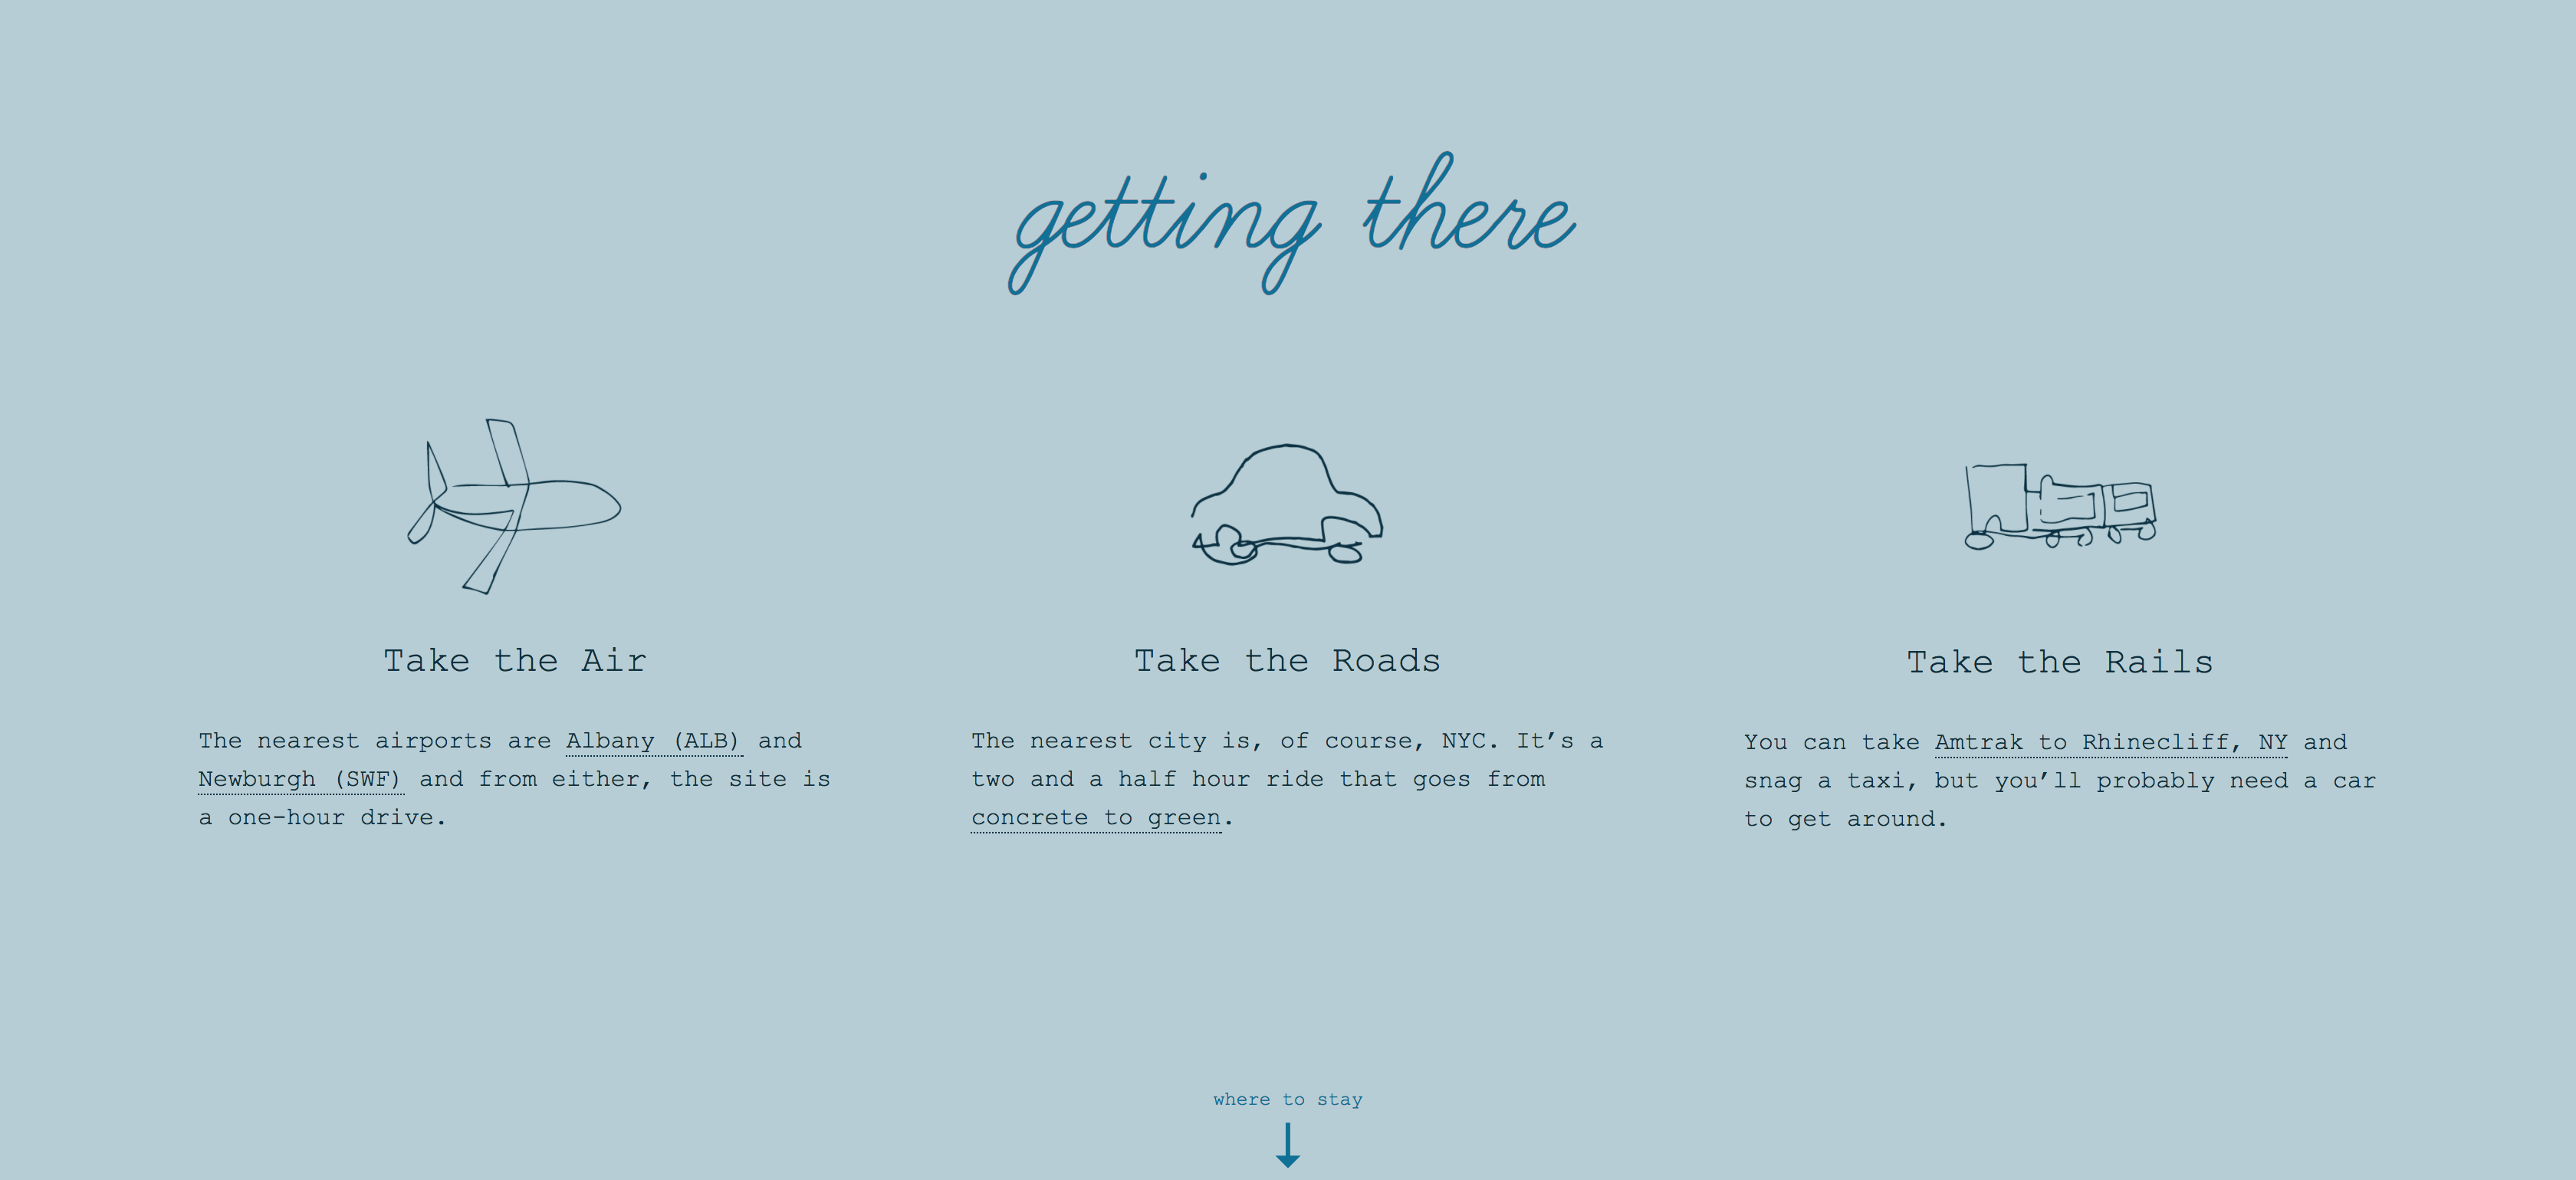 getting there
Take the Air
The nearest airports are Albany (ALB) and
Newburgh (SWF) and from either, the site is
a one-hour drive.
Take the Roads
The nearest city is, of course, NYC. It’s a
two and a half hour ride that goes from
concrete to green.
Take the Rails
You can take Amtrak to Rhinecliff, NY and
snag a taxi, but you’ll probably need a car
to get around.
where to stay